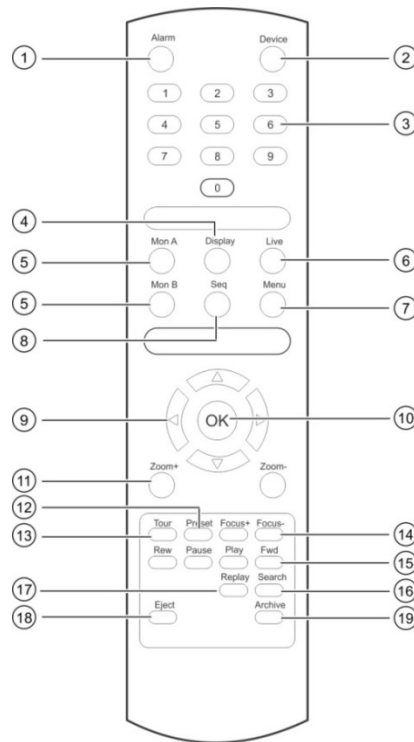 Alarm Device
1 2
1 2 3
4 5 6 3
7 8 9
0
4
Mon A Display Live
5 6
Mon B Seq Menu
5 7
8
9 OK 10
Zoom+ Zoom-
11
12
Tour Preset Focus+ Focus-
13 14
Rew Pause Play Fwd
15
Replay Search
17 16
Eject Archive
18 19